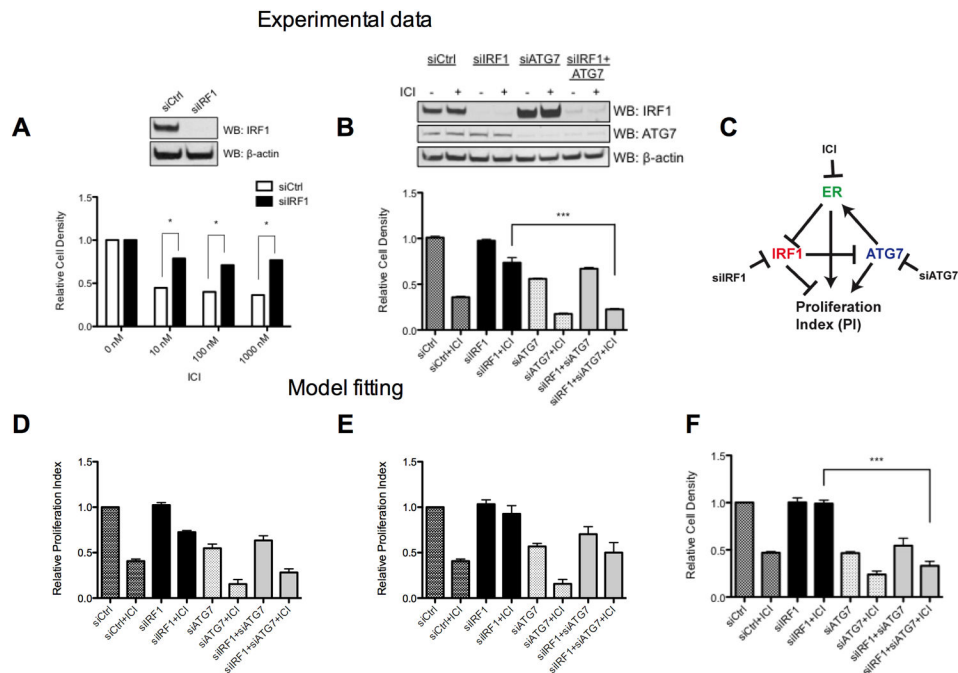 Experimental data
A
siCtrl
siIRF1
WB: IRF1
WB: β-actin
siCtrl
siIRF1
Relative Cell Density
1.5
1.0
0.5
0.0
*
*
*
0 nM
10 nM
100 nM
1000 nM
ICI
B
siCtrl siIRF1 siATG7 siIRF1+
ATG7
ICI - + - + - + - +
WB: IRF1
WB: ATG7
WB: β-actin
Relative Cell Density
1.5
1.0
0.5
0.0
***
siCtrl
siCtrl+ICI
siIRF1
siIRF1+ICI
siATG7
siATG7+ICI
siIRF1+siATG7
siIRF1+siATG7+ICI
C
ICI
ER
IRF1
ATG7
siIRF1
siATG7
Proliferation
Index (PI)
Model fitting
D
Relative Proliferation Index
1.5
1.0
0.5
0.0
siCtrl
siCtrl+ICI
siIRF1
siIRF1+ICI
siATG7
siATG7+ICI
siIRF1+siATG7
siIRF1+siATG7+ICI
E
Relative Proliferation Index
1.5
1.0
0.5
0.0
siCtrl
siCtrl+ICI
siIRF1
siIRF1+ICI
siATG7
siATG7+ICI
siIRF1+siATG7
siIRF1+siATG7+ICI
F
Relative Cell Density
1.5
1.0
0.5
0.0
***
siCtrl
siCtrl+ICI
siIRF1
siIRF1+ICI
siATG7
siATG7+ICI
siIRF1+siATG7
siIRF1+siATG7+ICI